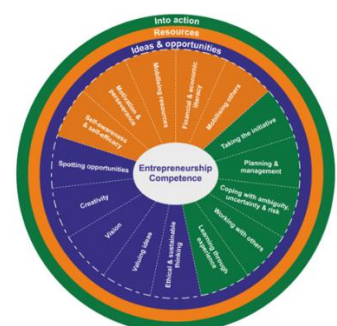 Into action
Resources
Ideas & opportunities
Entrepreneurship
Competence
Self-awareness
& self-efficacy
Motivation &
perseverance
Mobilising resources
Financial & economic
literacy
Mobilising others
Taking the initiative
Planning &
management
Coping with ambiguity,
uncertainty & risk
Working with others
Learning through
experience
Ethical & sustainable
thinking
Valuing ideas
Vision
Creativity
Spotting opportunities